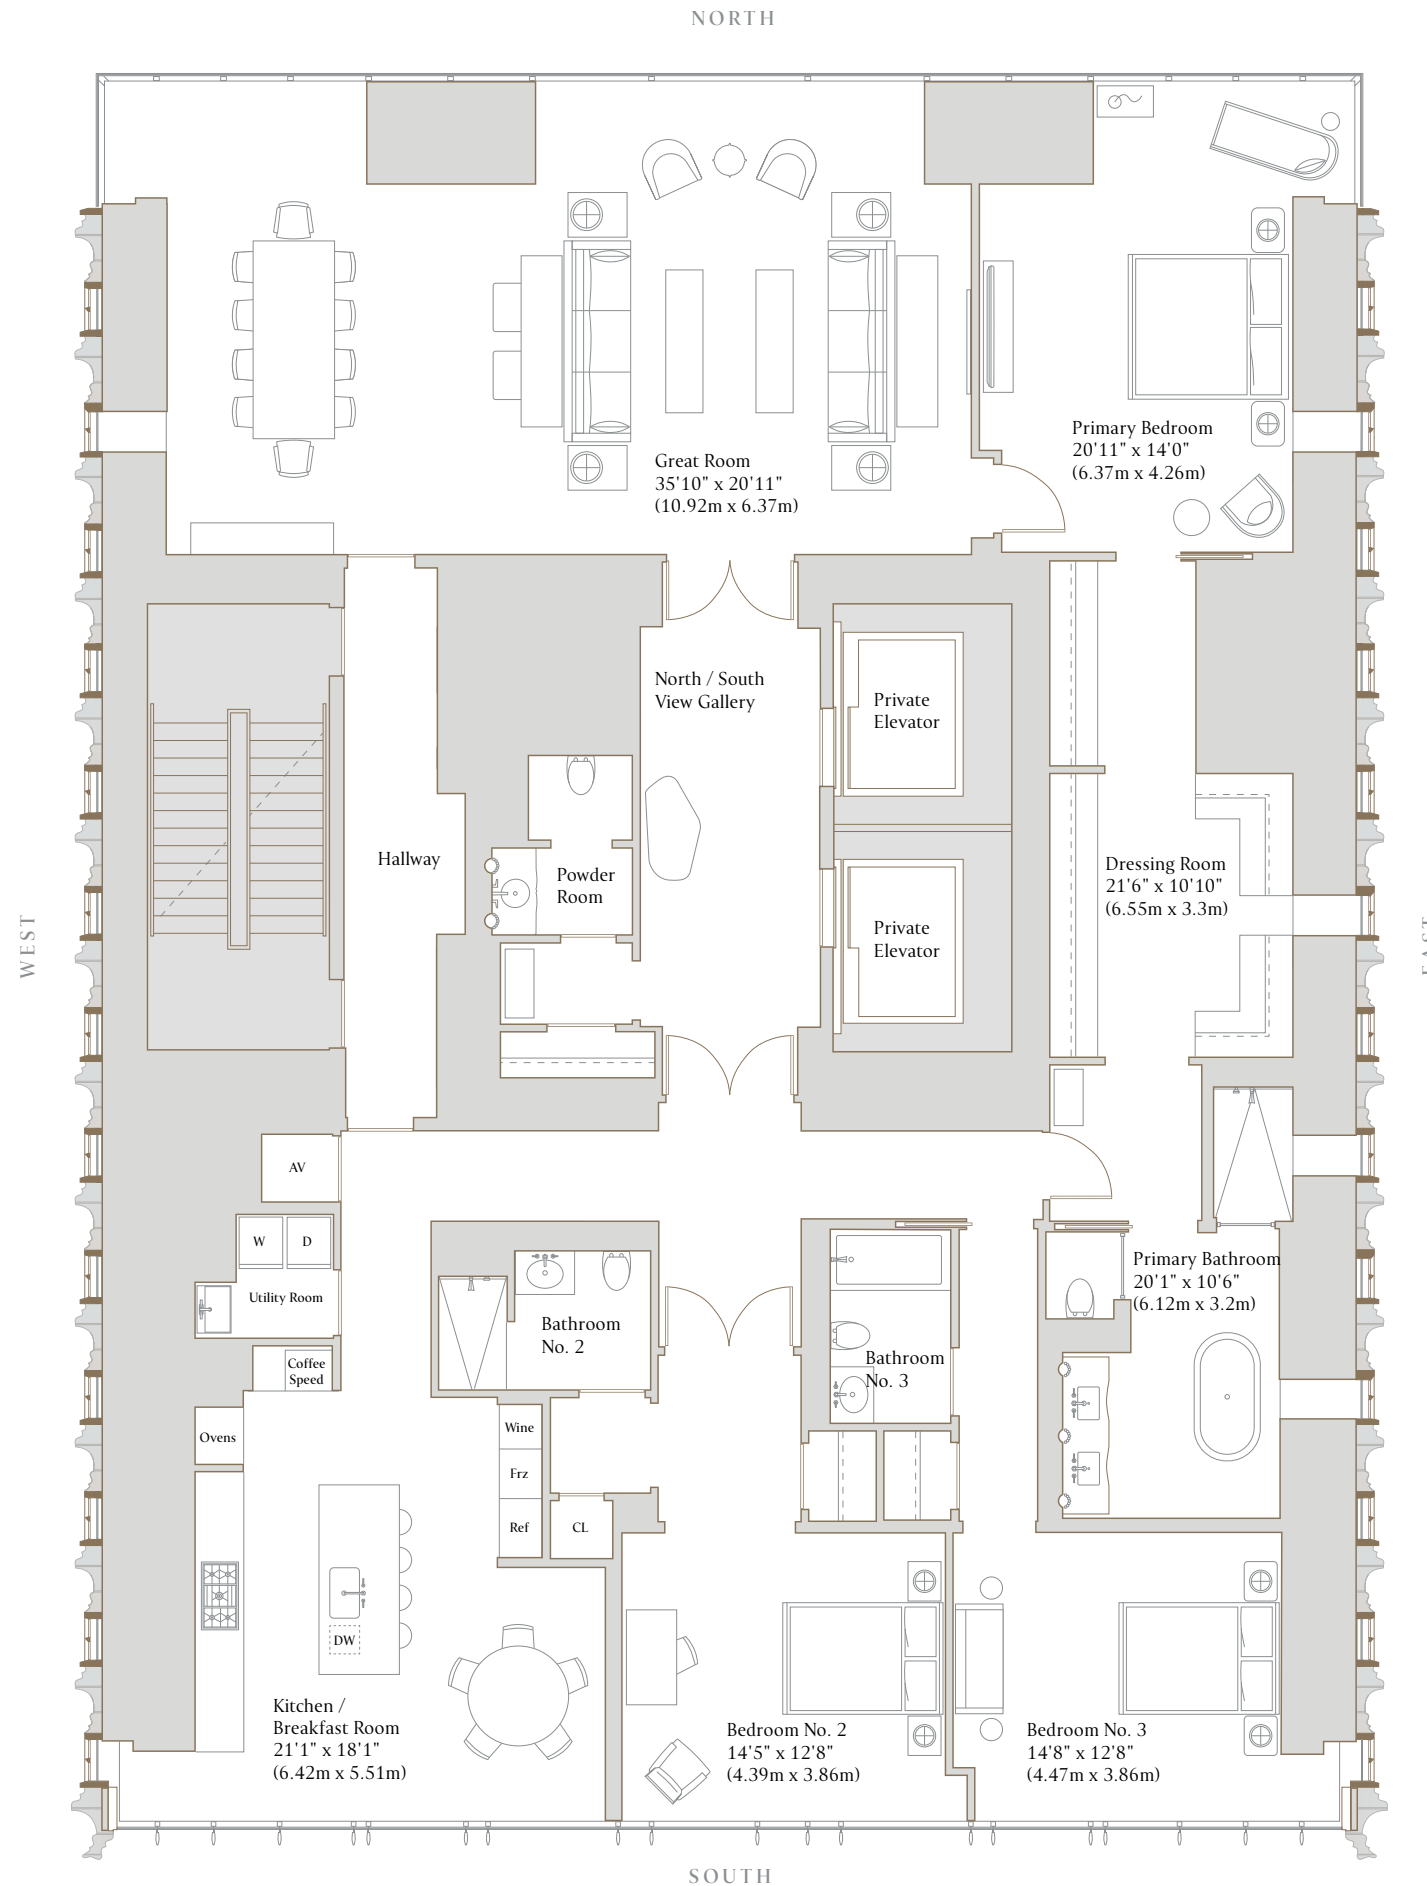 NORTH
Primary Bedroom
20'11" x 14'0"
(6.37m x 4.26m)
Great Room
35'10" x 20'11"
(10.92m x 6.37m)
North / South
View Gallery
Private
Elevator
Hallway
Powder
Room
Dressing Room
21'6" x 10'10"
(6.55m x 3.3m)
Private
Elevator
WEST
EAST
AV
W
D
Utility Room
Primary Bathroom
20'1" x 10'6"
(6.12m x 3.2m)
Bathroom
No. 2
Bathroom
No. 3
Coffee
Speed
Ovens
Wine
Frz
Ref
CL
DW
Kitchen /
Breakfast Room
21'1" x 18'1"
(6.42m x 5.51m)
Bedroom No. 2
14'5" x 12'8"
(4.39m x 3.86m)
Bedroom No. 3
14'8" x 12'8"
(4.47m x 3.86m)
SOUTH